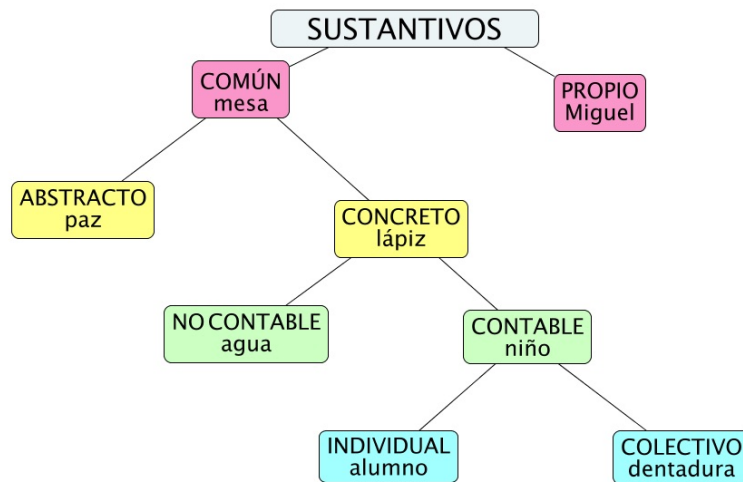 SUSTANTIVOS
COMÚN
mesa
PROPIO
Miguel
ABSTRACTO
paz
CONCRETO
lápiz
NO CONTABLE
agua
CONTABLE
niño
INDIVIDUAL
alumno
COLECTIVO
dentadura